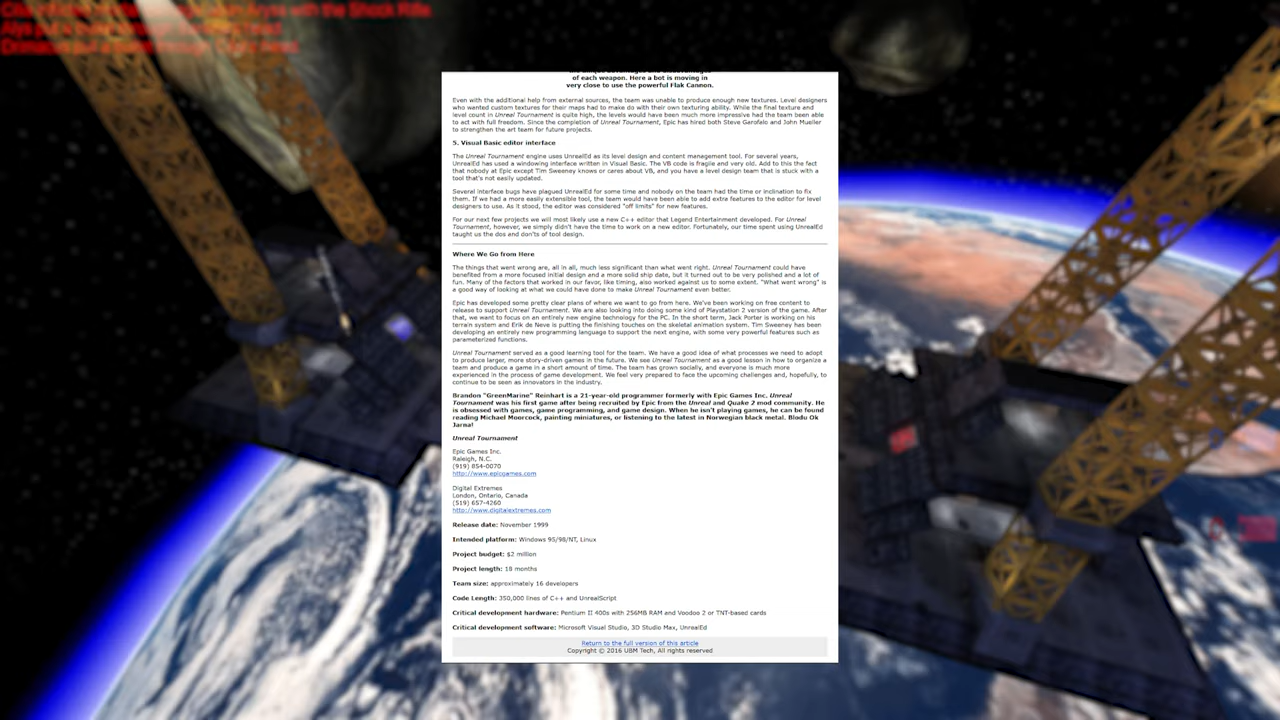 with the Shock Rifle.
of each weapon. Here a bot is moving in
very close to use the powerful Flak Cannon.
Even with the additional help from external sources, the team was unable to produce enough new textures. Level designers
who wanted custom textures for their maps had to make do with their own texturing ability. While the final texture and
level count in Unreal Tournament is quite high, the levels would have been much more impressive had the team been able
to act with full freedom. Since the completion of Unreal Tournament, Epic has hired both Steve Garofalo and John Mueller
to strengthen the art team for future projects.
5. Visual Basic editor interface
The Unreal Tournament engine uses UnrealEd as its level design and content management tool. For several years,
UnrealEd has used a windowing interface written in Visual Basic. The VB code is fragile and very old. Add to this the fact
that nobody at Epic except Tim Sweeney knows or cares about VB, and you have a level design team that is stuck with a
tool that's not easily updated.
Several interface bugs have plagued UnrealEd for some time and nobody on the team had the time or inclination to fix
them. If we had a more easily extensible tool, the team would have been able to add extra features to the editor for level
designers to use. As it stood, the editor was considered "off limits" for new features.
For our next few projects we will most likely use a new C++ editor that Legend Entertainment developed. For Unreal
Tournament, however, we simply didn't have the time to work on a new editor. Fortunately, our time spent using UnrealEd
taught us the dos and don'ts of tool design.
Where We Go from Here
The things that went wrong are, all in all, much less significant than what went right. Unreal Tournament could have
benefited from a more focused initial design and a more solid ship date, but it turned out to be very polished and a lot of
fun. Many of the factors that worked in our favor, like timing, also worked against us to some extent. "What went wrong" is
a good way of looking at what we could have done to make Unreal Tournament even better.
Epic has developed some pretty clear plans of where we want to go from here. We've been working on free content to
release to support Unreal Tournament. We are also looking into doing some kind of Playstation 2 version of the game. After
that, we want to focus on an entirely new engine technology for the PC. In the short term, Jack Porter is working on his
terrain system and Erik de Neve is putting the finishing touches on the skeletal animation system. Tim Sweeney has been
developing an entirely new programming language to support the next engine, with some very powerful features such as
parameterized functions.
Unreal Tournament served as a good learning tool for the team. We have a good idea of what processes we need to adopt
to produce larger, more story-driven games in the future. We see Unreal Tournament as a good lesson in how to organize a
team and produce a game in a short amount of time. The team has grown socially, and everyone is much more
experienced in the process of game development. We feel very prepared to face the upcoming challenges and, hopefully, to
continue to be seen as innovators in the industry.
Brandon "GreenMarine" Reinhart is a 21-year-old programmer formerly with Epic Games Inc. Unreal
Tournament was his first game after being recruited by Epic from the Unreal and Quake 2 mod community. He
is obsessed with games, game programming, and game design. When he isn't playing games, he can be found
reading Michael Moorcock, painting miniatures, or listening to the latest in Norwegian black metal. Blodu Ok
Jarna!
Unreal Tournament
Epic Games Inc.
Raleigh, N.C.
(919) 854-0070
http://www.epicgames.com
Digital Extremes
London, Ontario, Canada
(519) 657-4260
http://www.digitalextremes.com
Release date: November 1999
Intended platform: Windows 95/98/NT, Linux
Project budget: $2 million
Project length: 18 months
Team size: approximately 16 developers
Code Length: 350,000 lines of C++ and UnrealScript
Critical development hardware: Pentium II 400s with 256MB RAM and Voodoo 2 or TNT-based cards
Critical development software: Microsoft Visual Studio, 3D Studio Max, UnrealEd
Return to the full version of this article
Copyright © 2016 UBM Tech, All rights reserved